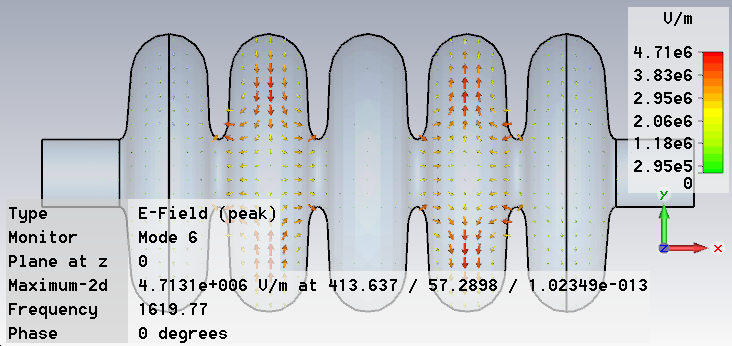 V/m
4.71e6
3.83e6
2.95e6
2.06e6
1.18e6
2.95e5
0
y
z x
Type E-Field (peak)
Monitor Mode 6
Plane at z 0
Maximum-2d 4.7131e+006 V/m at 413.637 / 57.2898 / 1.02349e-013
Frequency 1619.77
Phase 0 degrees